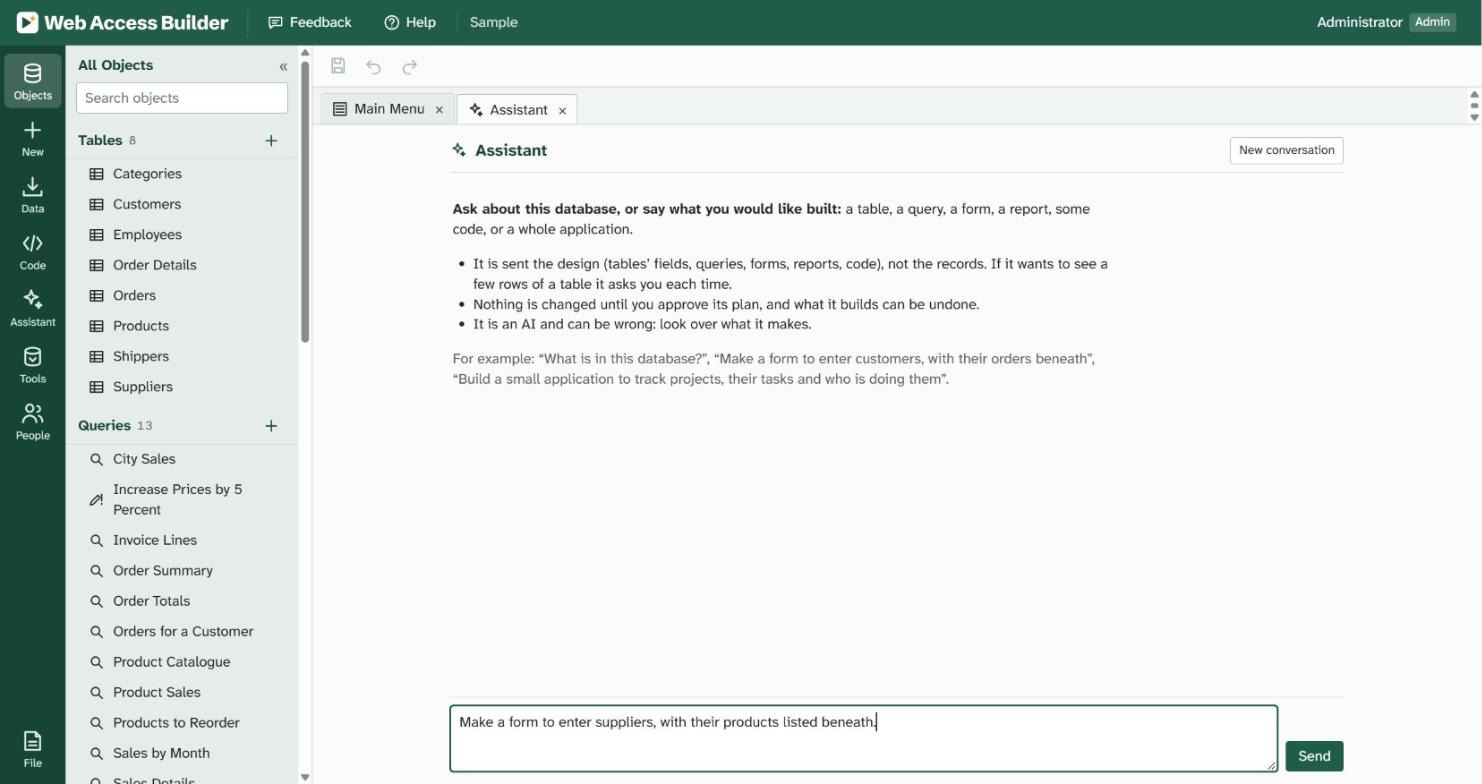 Web Access Builder
Feedback
Help
Sample
Administrator
Admin
Objects
New
Data
Code
Assistant
Tools
People
File
All Objects
«
Search objects
Tables 8
+
Categories
Customers
Employees
Order Details
Orders
Products
Shippers
Suppliers
Queries 13
+
City Sales
Increase Prices by 5
Percent
Invoice Lines
Order Summary
Order Totals
Orders for a Customer
Product Catalogue
Product Sales
Products to Reorder
Sales by Month
Sales Details
Main Menu ×
Assistant ×
Assistant
New conversation
Ask about this database, or say what you would like built: a table, a query, a form, a report, some
code, or a whole application.
• It is sent the design (tables’ fields, queries, forms, reports, code), not the records. If it wants to see a
few rows of a table it asks you each time.
• Nothing is changed until you approve its plan, and what it builds can be undone.
• It is an AI and can be wrong: look over what it makes.
For example: “What is in this database?”, “Make a form to enter customers, with their orders beneath”,
“Build a small application to track projects, their tasks and who is doing them”.
Make a form to enter suppliers, with their products listed beneath.
Send